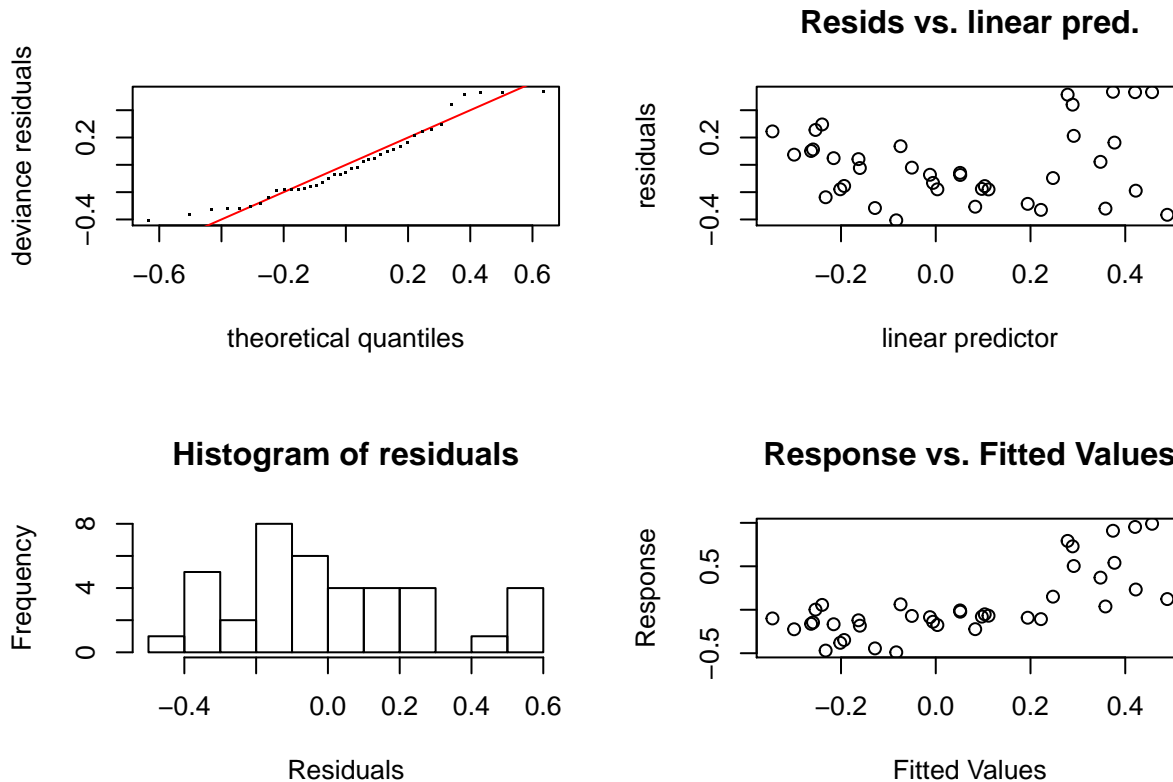 deviance residuals
0.2
−0.4
−0.6
−0.2
0.2
0.4
0.6
theoretical quantiles
Resids vs. linear pred.
residuals
0.2
−0.4
−0.2
0.0
0.2
0.4
linear predictor
Histogram of residuals
Frequency
8
4
0
−0.4
0.0
0.2
0.4
0.6
Residuals
Response vs. Fitted Values
Response
0.5
−0.5
−0.2
0.0
0.2
0.4
Fitted Values